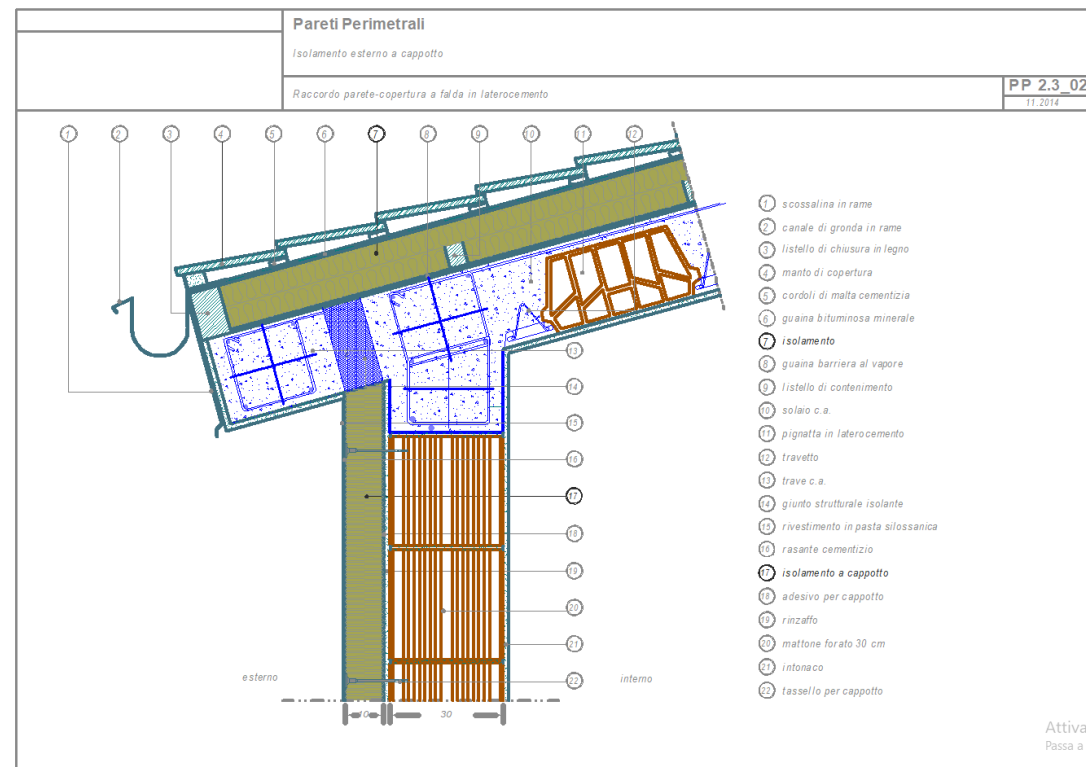 Pareti Perimetrali
Isolamento esterno a cappotto
Raccordo parete-copertura a falda in laterocemento
PP 2.3_02
11.2014
1 2 3 4 5 6 7 8 9 10 11 12
1 scossalina in rame
2 canale di gronda in rame
3 listello di chiusura in legno
4 manto di copertura
5 cordoli di malta cementizia
6 guaina bituminosa minerale
7 isolamento
8 guaina barriera al vapore
9 listello di contenimento
10 solaio c.a.
11 pignatta in laterocemento
12 travetto
13 trave c.a.
14 giunto strutturale isolante
15 rivestimento in pasta silossanica
16 rasante cementizio
17 isolamento a cappotto
18 adesivo per cappotto
19 rinzaffo
20 mattone forato 30 cm
21 intonaco
22 tassello per cappotto
13
14
15
16
17
18
19
20
21
22
esterno
interno
10
30
Attiva
Passa a